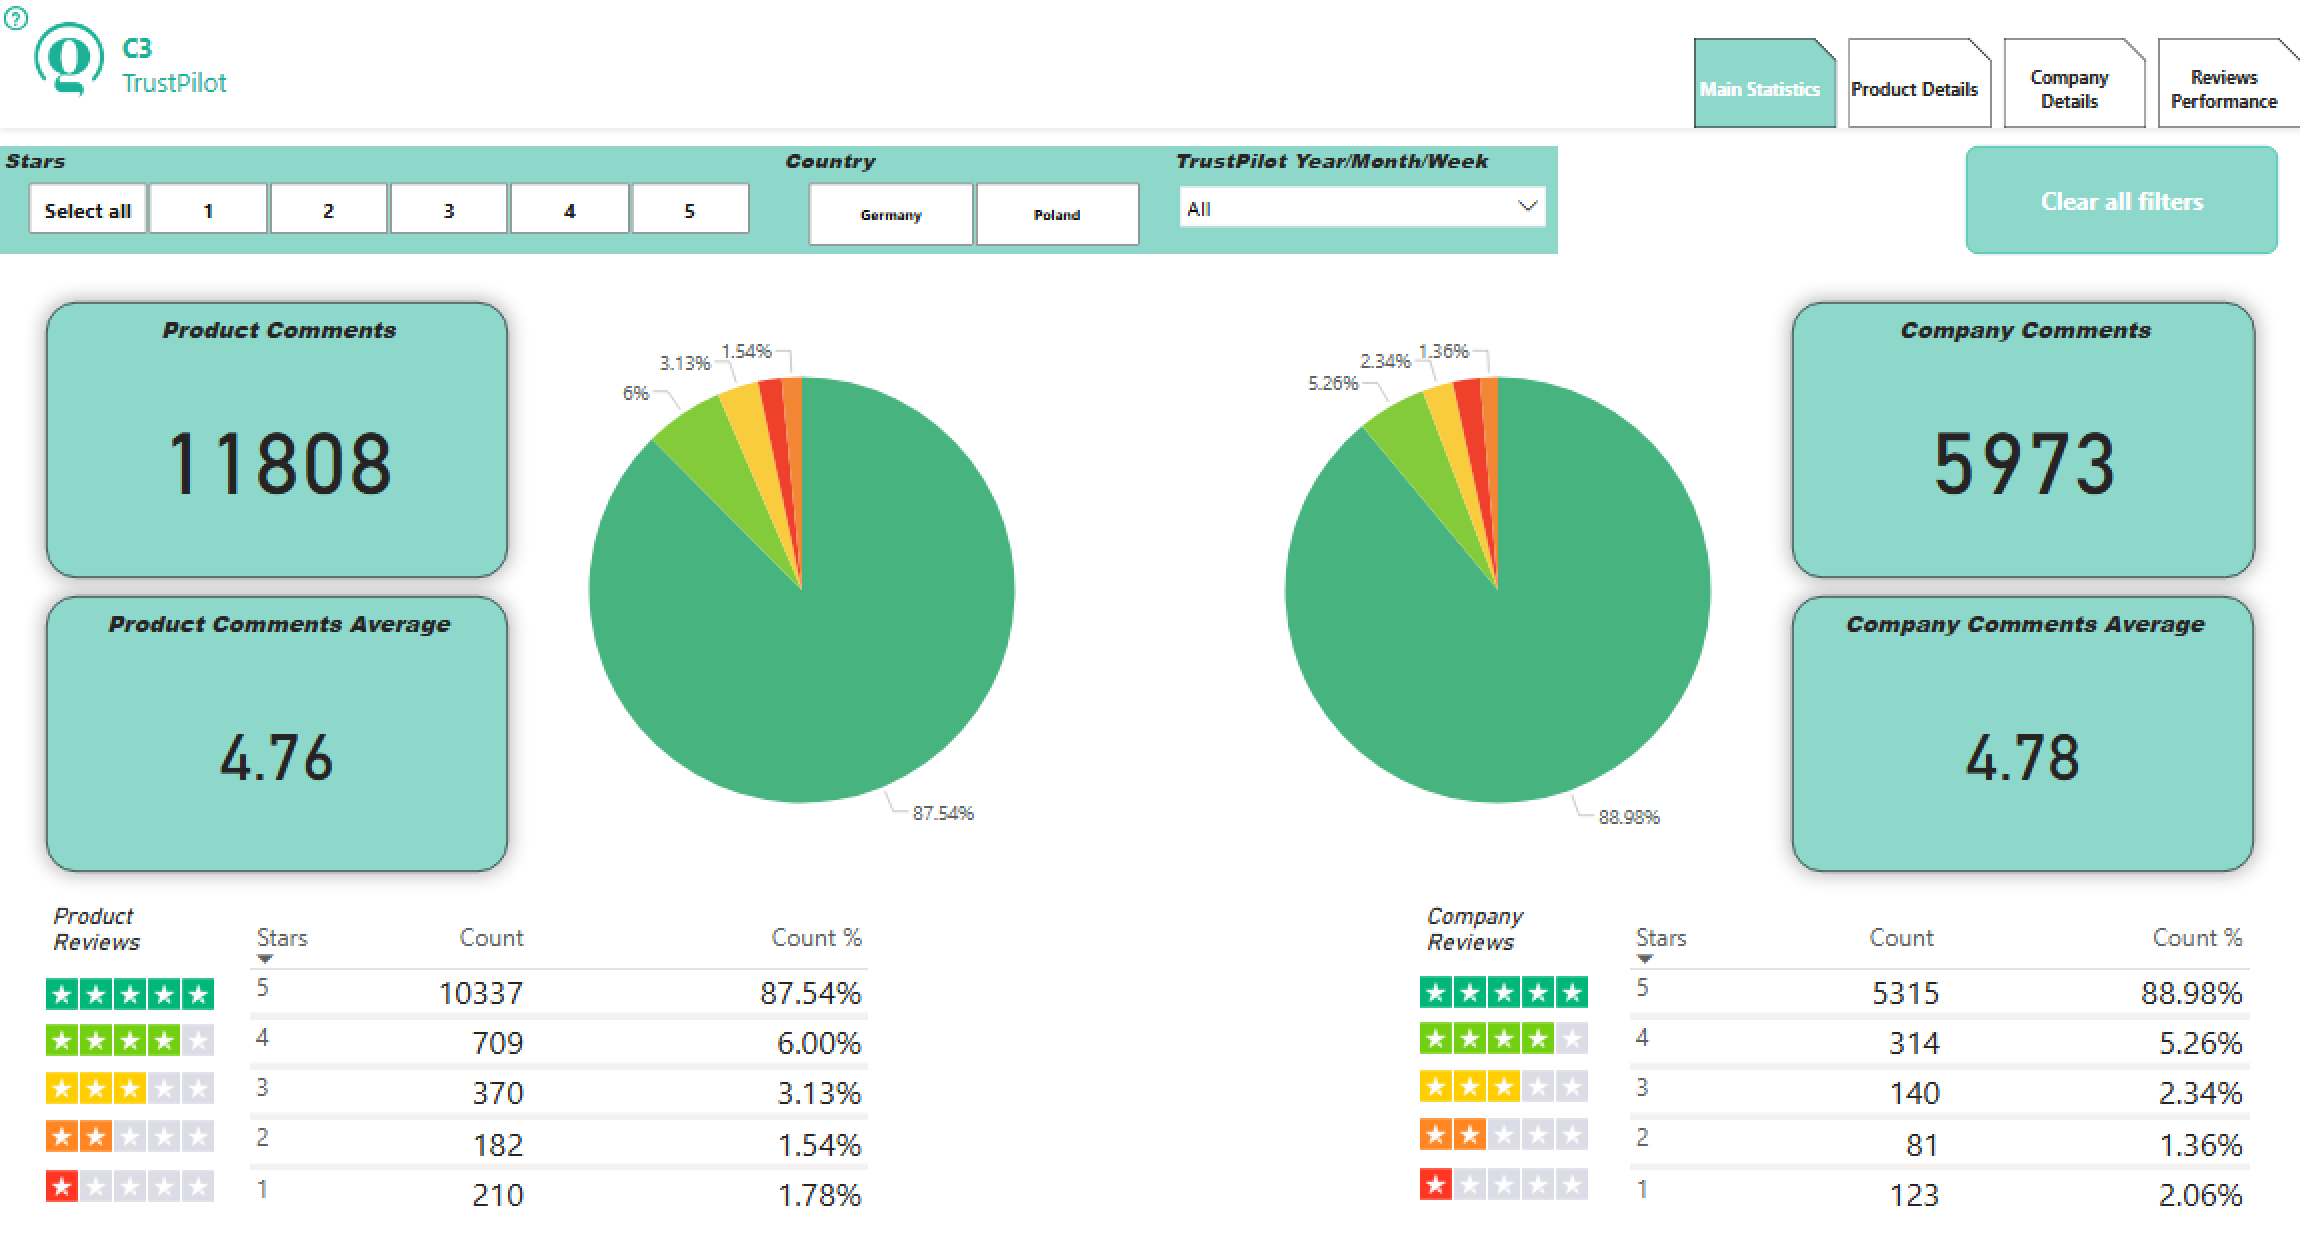 ?
C3
TrustPilot
Main Statistics
Product Details
Company
Details
Reviews
Performance
Stars
Select all 1 2 3 4 5
Country
Germany Poland
TrustPilot Year/Month/Week
All
Clear all filters
Product Comments
11808
Product Comments Average
4.76
1.54%
3.13%
6%
87.54%
1.36%
2.34%
5.26%
88.98%
Company Comments
5973
Company Comments Average
4.78
Product
Reviews
Stars Count Count %
5 10337 87.54%
4 709 6.00%
3 370 3.13%
2 182 1.54%
1 210 1.78%
Company
Reviews
Stars Count Count %
5 5315 88.98%
4 314 5.26%
3 140 2.34%
2 81 1.36%
1 123 2.06%